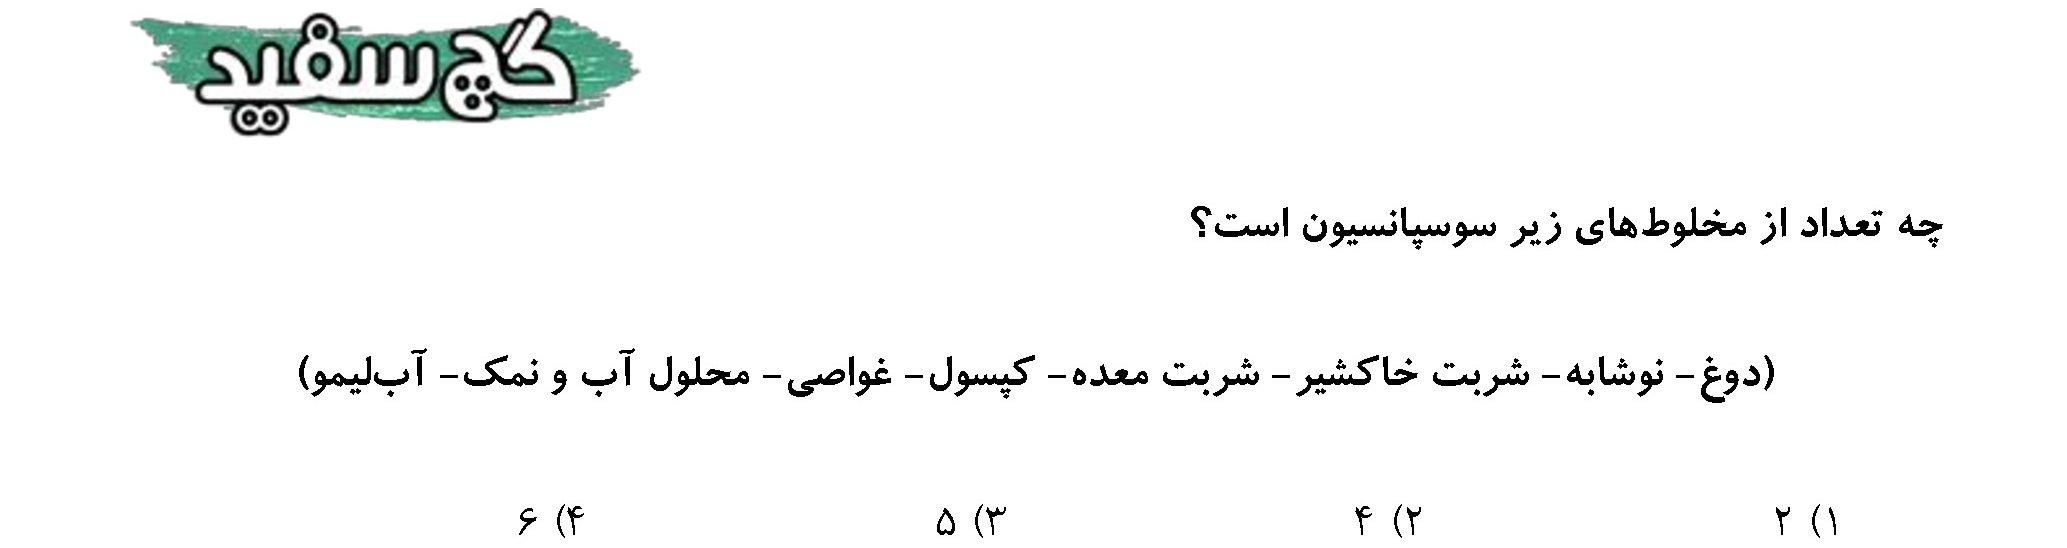 گچ سفید
چه تعداد از مخلوط‌های زیر سوسپانسیون است؟
(دوغ- نوشابه- شربت خاکشیر- شربت معده- کپسول- غواصی- محلول آب و نمک- آب‌لیمو)
۱) ۲ ۲) ۴ ۳) ۵ ۴) ۶